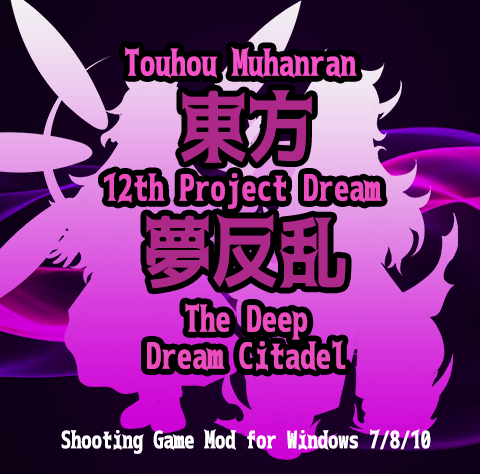 Touhou Muhanran
東方
12th Project Dream
夢反乱
The Deep
Dream Citadel
Shooting Game Mod for Windows 7/8/10